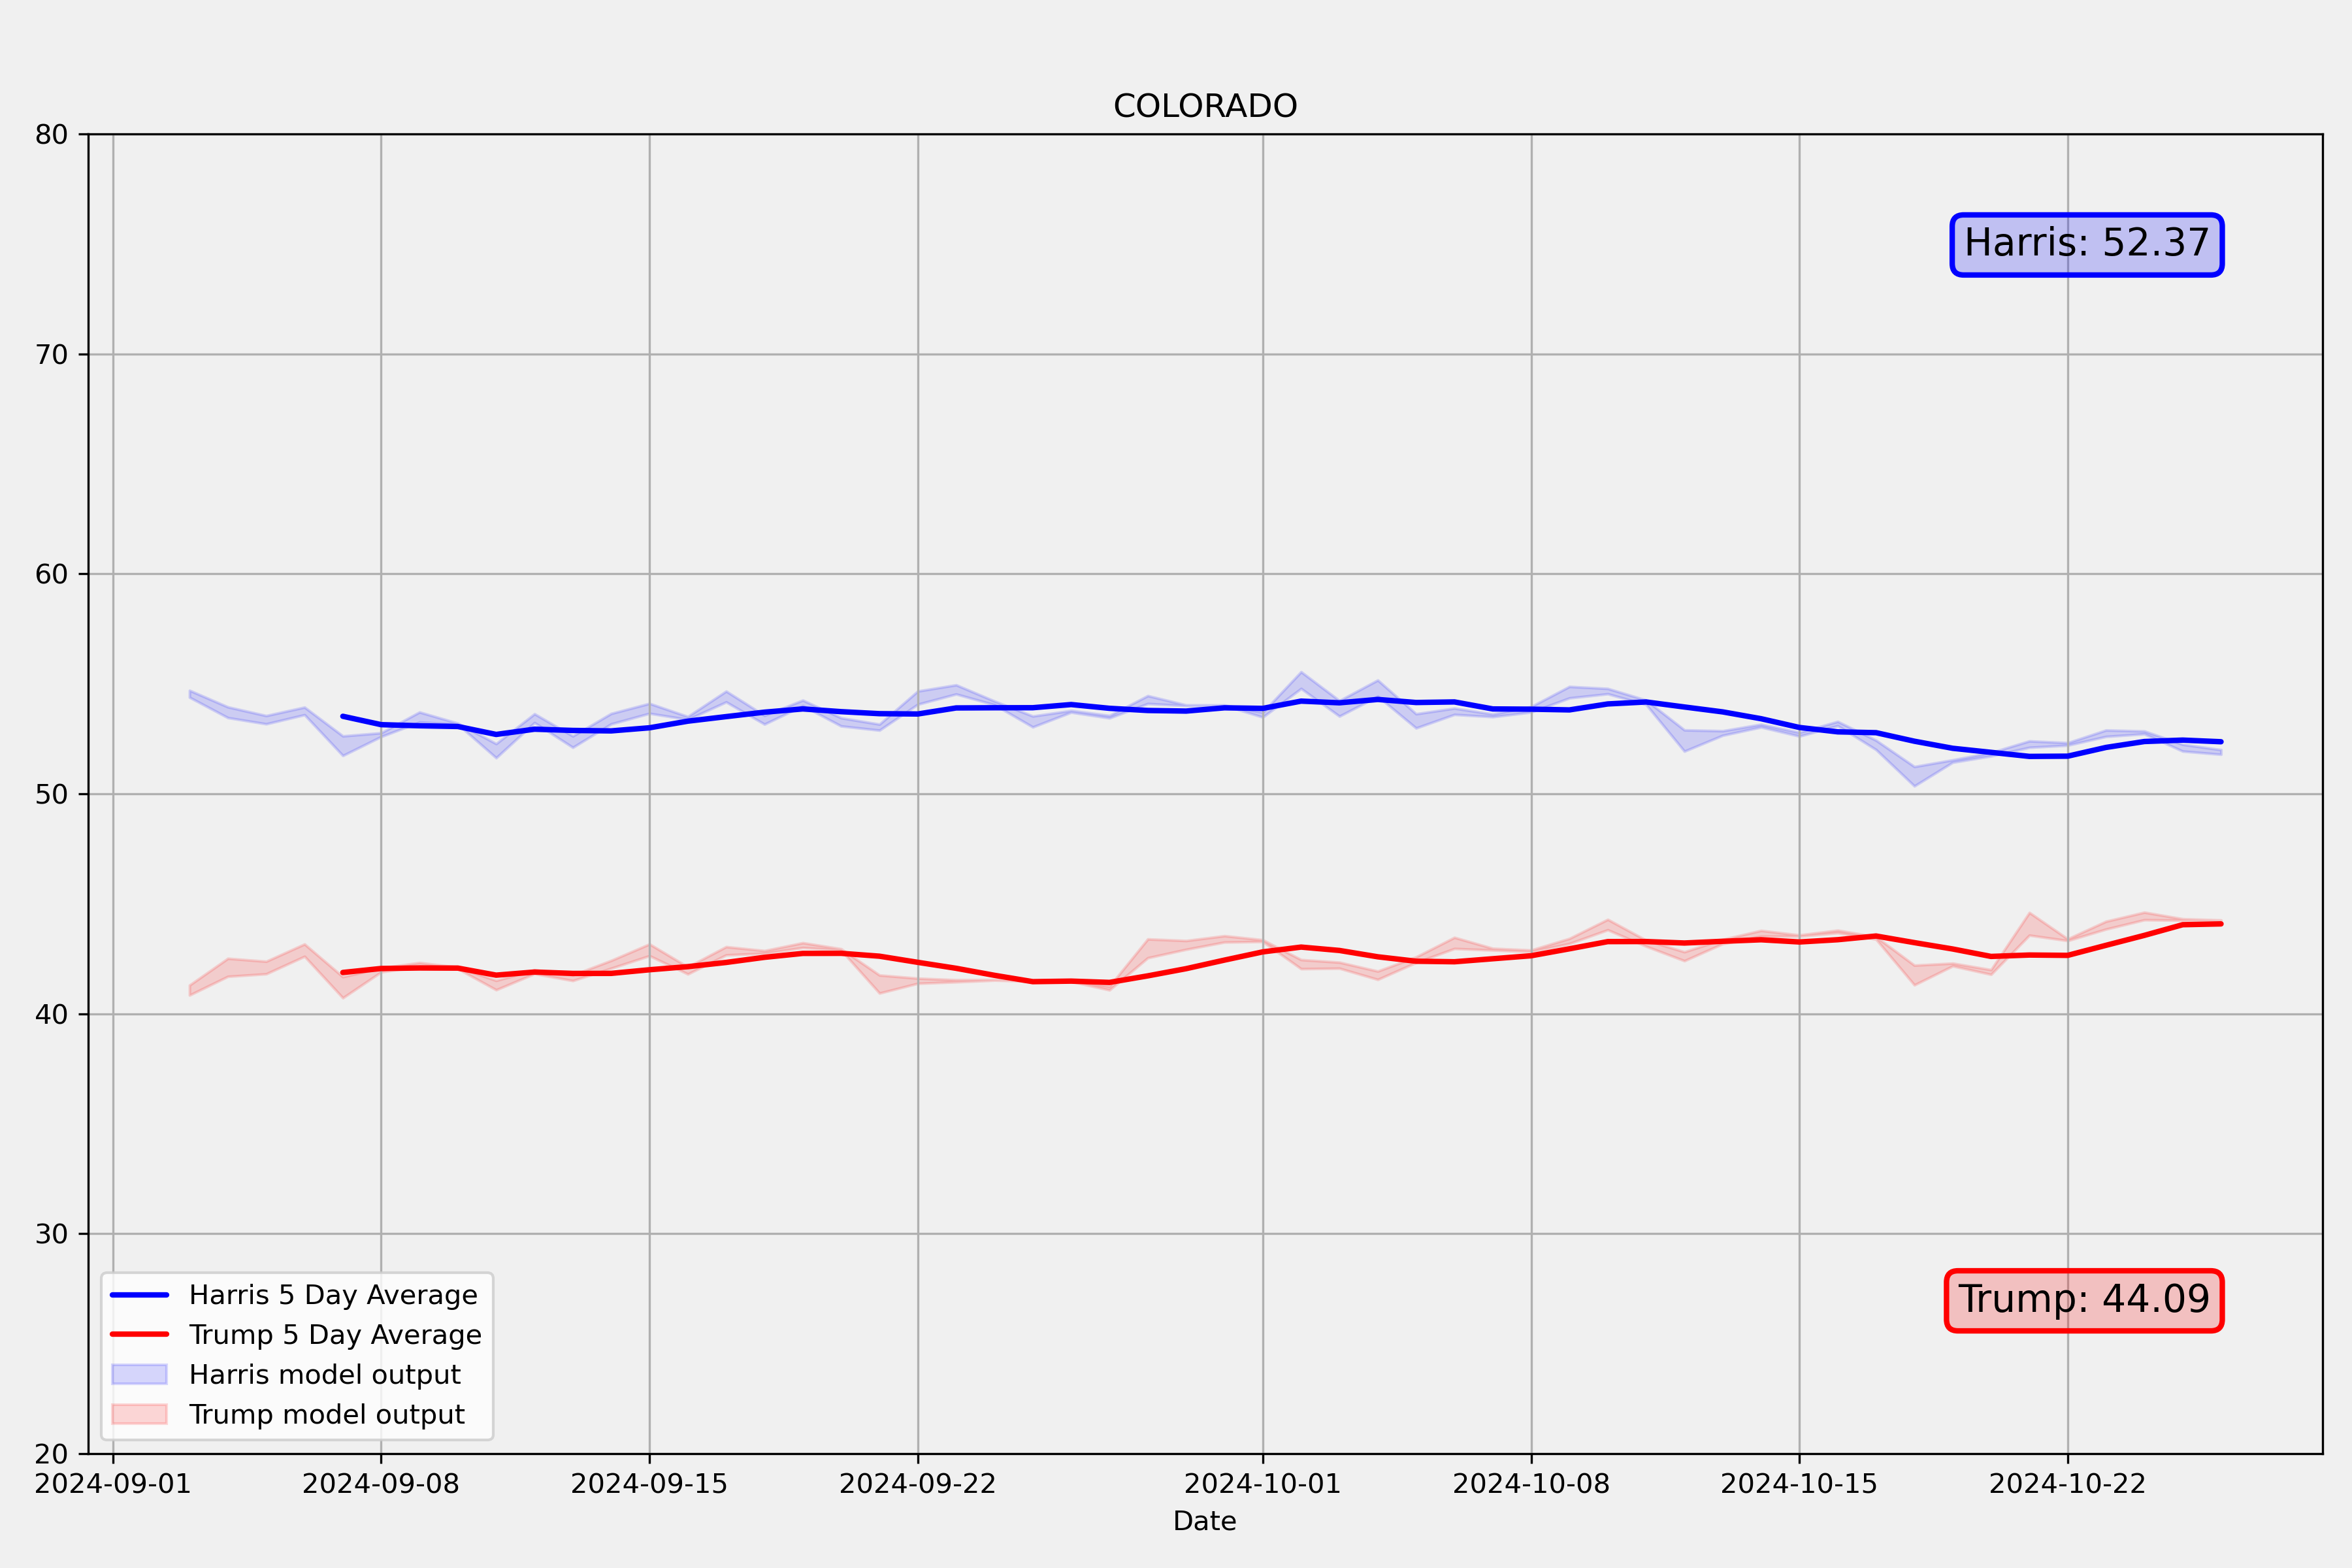 COLORADO
80
70
60
50
40
30
20
Harris: 52.37
Trump: 44.09
Harris 5 Day Average
Trump 5 Day Average
Harris model output
Trump model output
2024-09-01 2024-09-08 2024-09-15 2024-09-22 2024-10-01 2024-10-08 2024-10-15 2024-10-22
Date